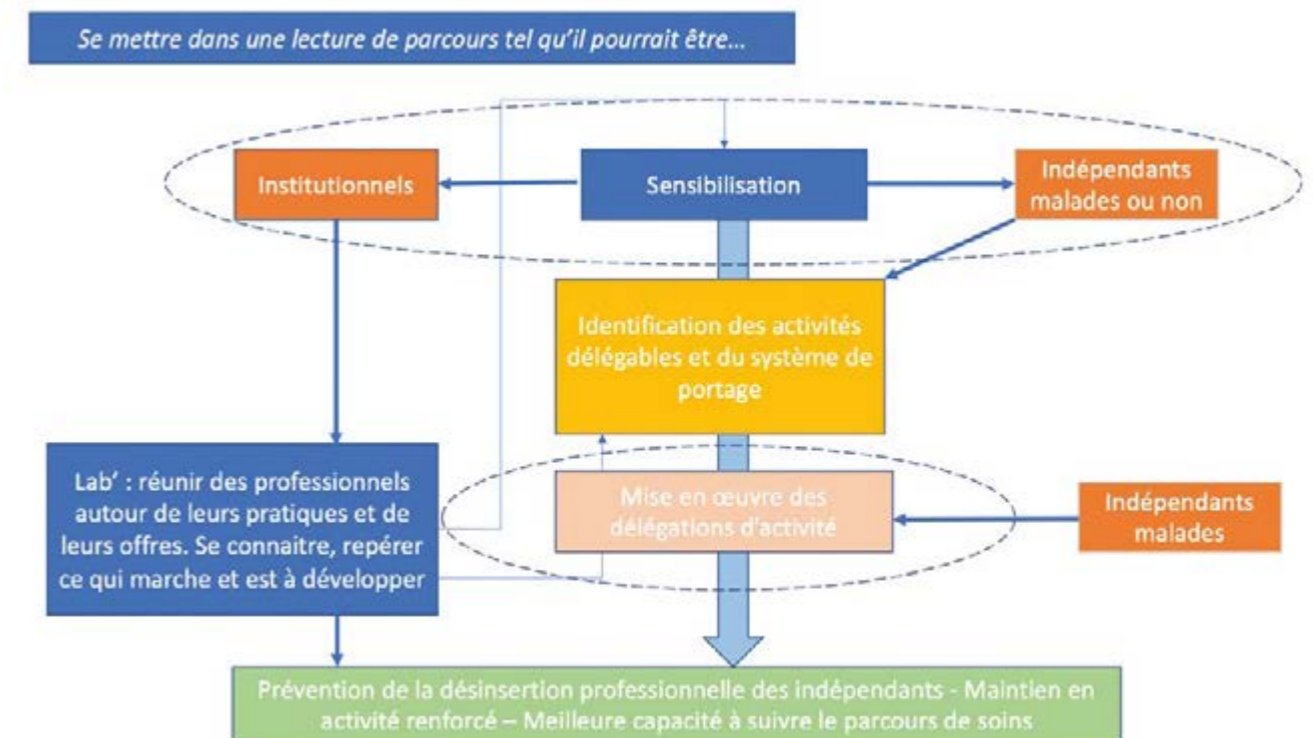 Se mettre dans une lecture de parcours tel qu'il pourrait être…
Institutionnels
Sensibilisation
Indépendants
malades ou non
Identification des activités
délégables et du système de
portage
Lab' : réunir des professionnels
autour de leurs pratiques et de
leurs offres. Se connaitre, repérer
ce qui marche et est à développer
Mise en œuvre des
délégations d'activité
Indépendants
malades
Prévention de la désinsertion professionnelle des indépendants - Maintien en
activité renforcé – Meilleure capacité à suivre le parcours de soins